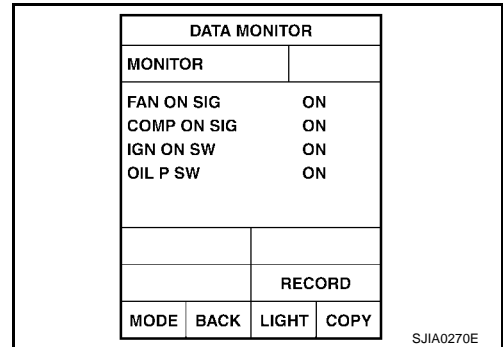 DATA MONITOR
MONITOR
FAN ON SIG ON
COMP ON SIG ON
IGN ON SW ON
OIL P SW ON
RECORD
MODE BACK LIGHT COPY
SJIA0270E